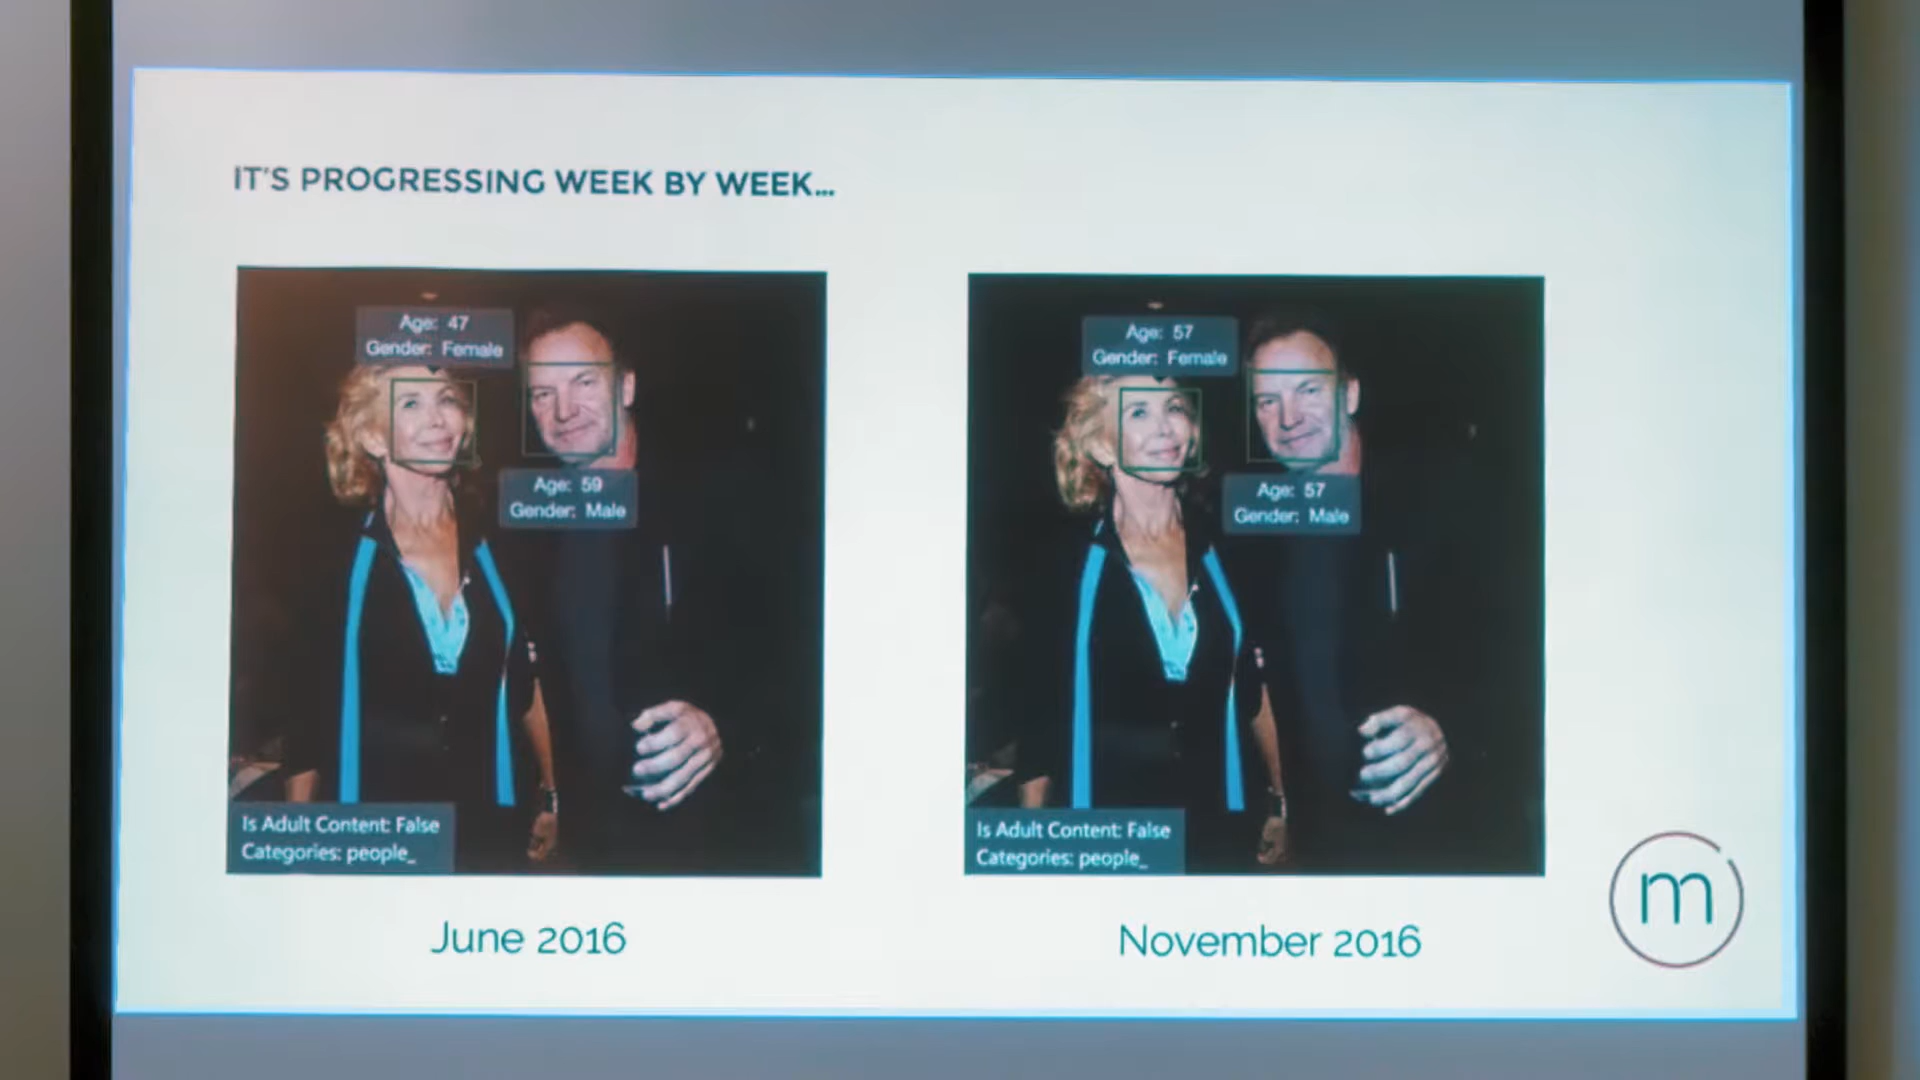 IT'S PROGRESSING WEEK BY WEEK...
Age: 47
Gender: Female
Age: 59
Gender: Male
Is Adult Content: False
Categories: people_
June 2016
Age: 57
Gender: Female
Age: 57
Gender: Male
Is Adult Content: False
Categories: people_
November 2016
m